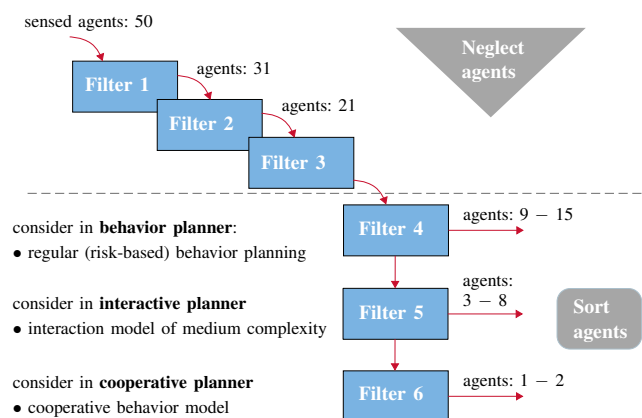 sensed agents: 50
Neglect
agents
Filter 1
agents: 31
Filter 2
agents: 21
Filter 3
consider in behavior planner:
• regular (risk-based) behavior planning
Filter 4
agents: 9 − 15
consider in interactive planner
• interaction model of medium complexity
Filter 5
agents:
3 − 8
Sort
agents
consider in cooperative planner
• cooperative behavior model
Filter 6
agents: 1 − 2